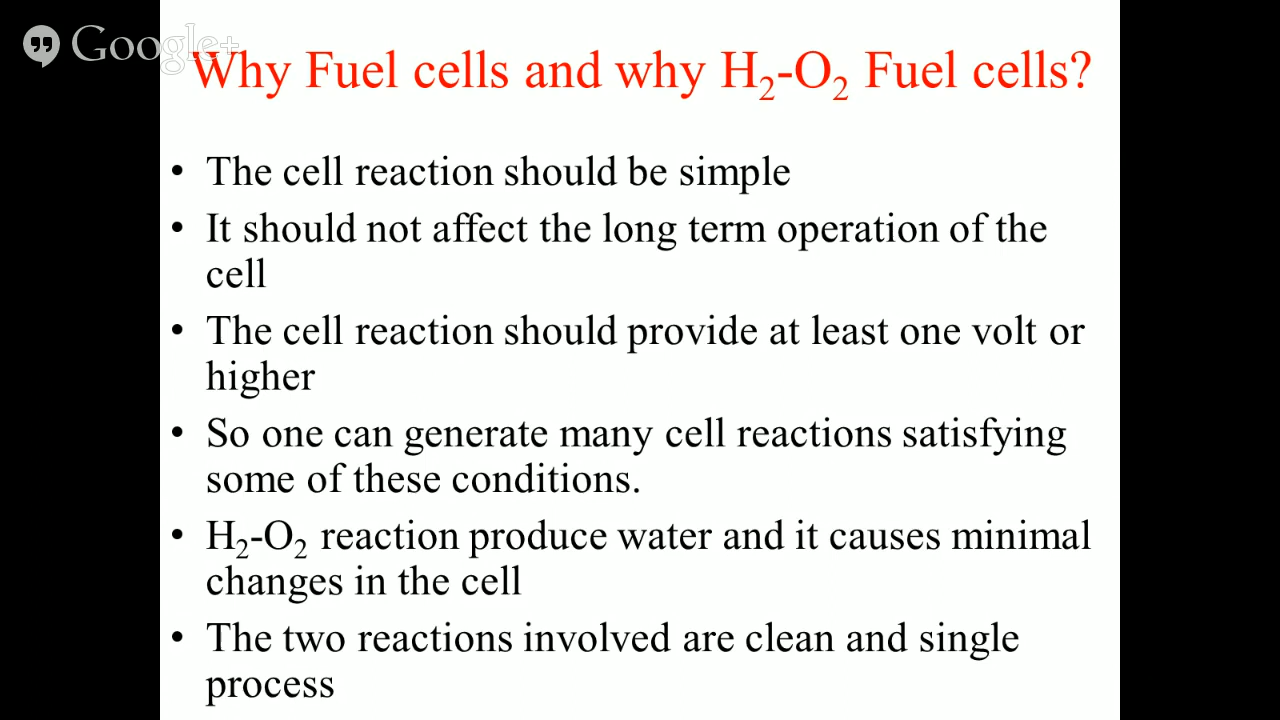 Google+
Why Fuel cells and why H₂-O₂ Fuel cells?
• The cell reaction should be simple
• It should not affect the long term operation of the
cell
• The cell reaction should provide at least one volt or
higher
• So one can generate many cell reactions satisfying
some of these conditions.
• H₂-O₂ reaction produce water and it causes minimal
changes in the cell
• The two reactions involved are clean and single
process